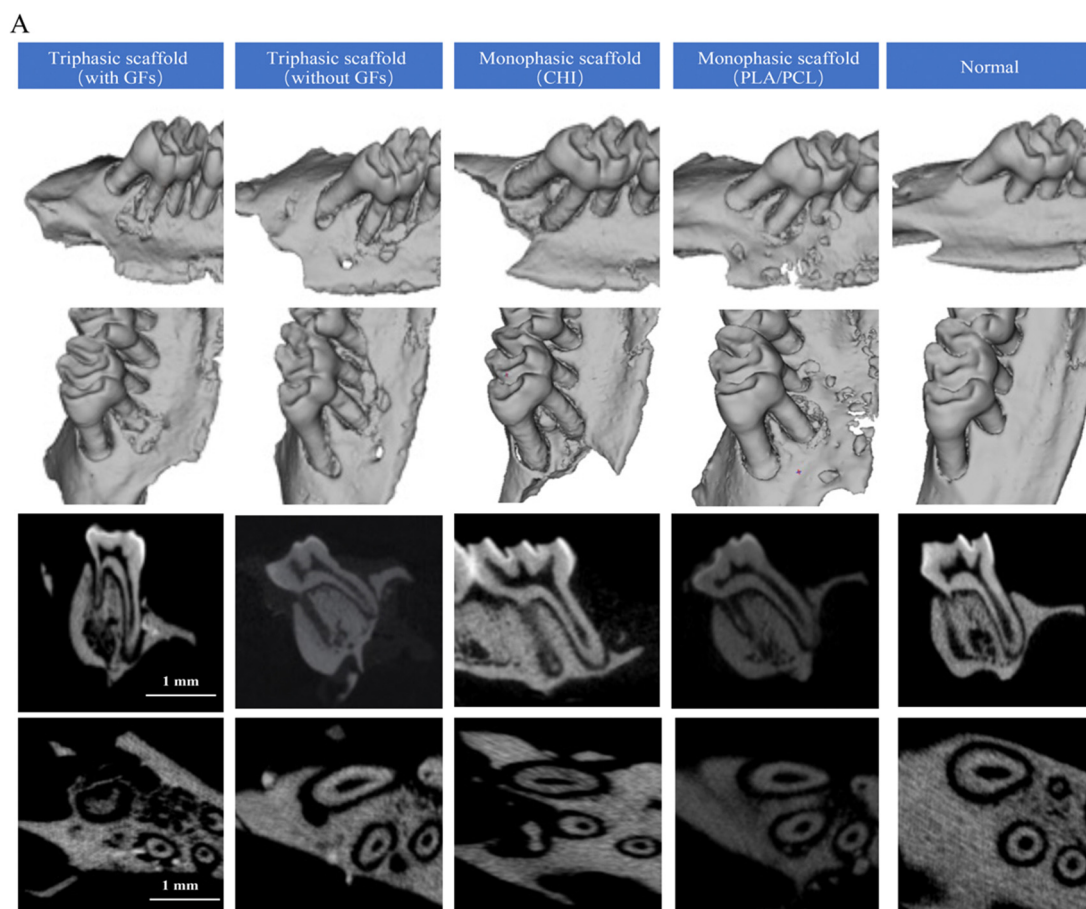 A
Triphasic scaffold
(with GFs)
Triphasic scaffold
(without GFs)
Monophasic scaffold
(CHI)
Monophasic scaffold
(PLA/PCL)
Normal
1 mm
1 mm